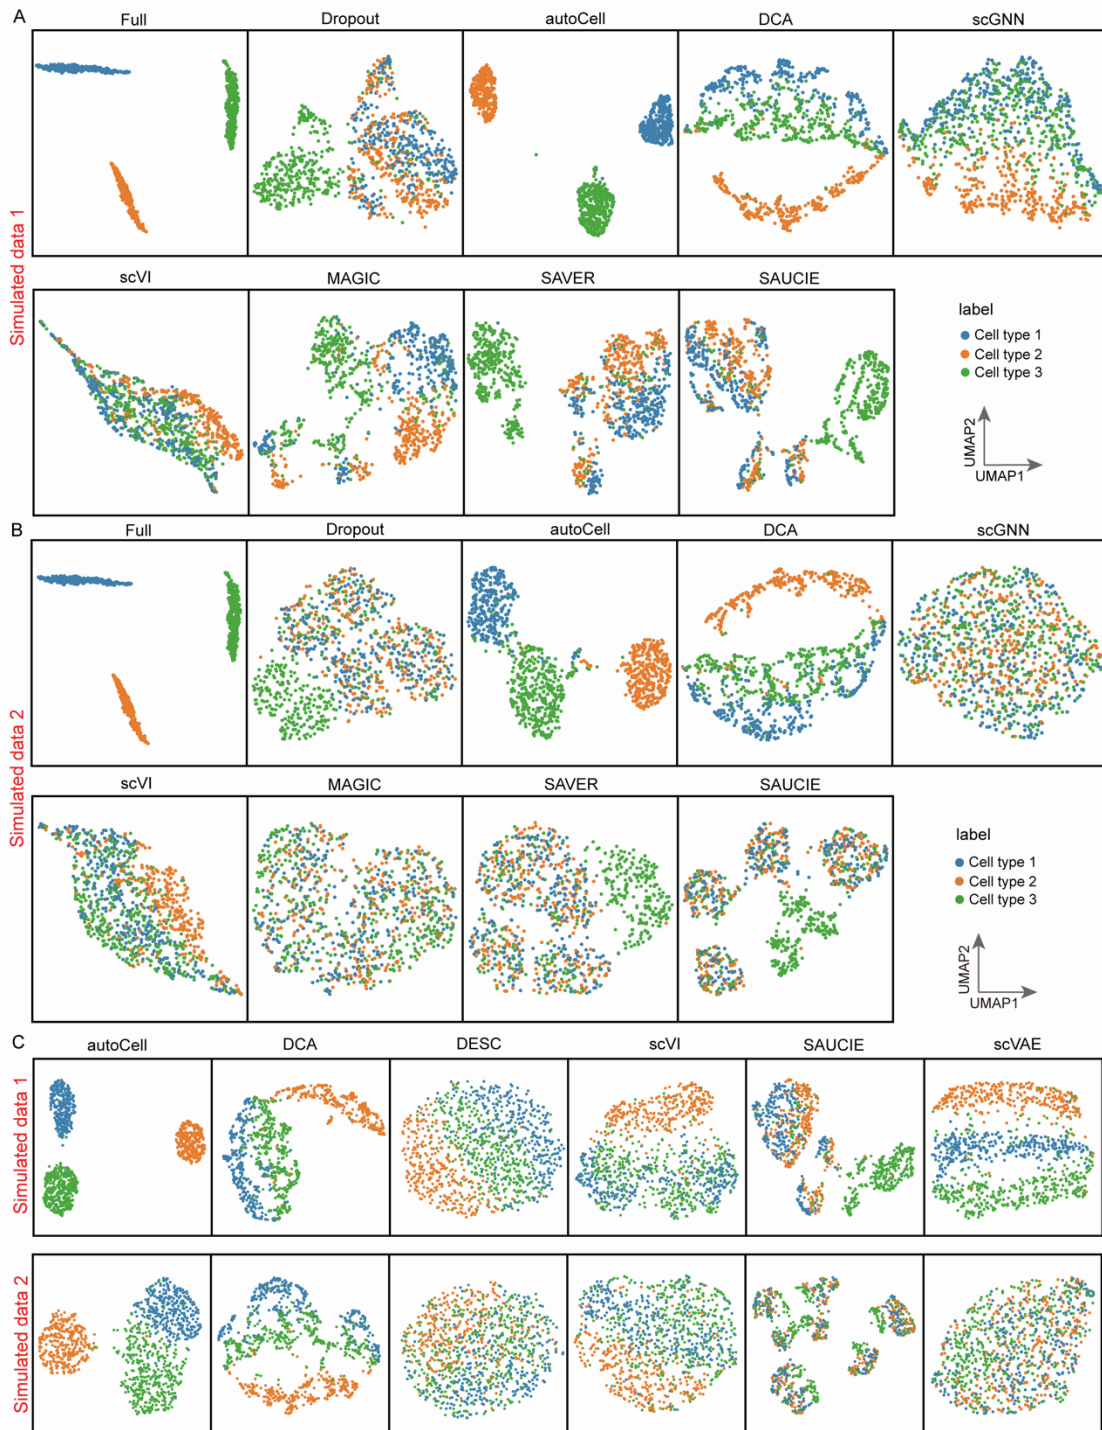 A
Full Dropout autoCell DCA scGNN
Simulated data 1
scVI MAGIC SAVER SAUCIE
label
Cell type 1
Cell type 2
Cell type 3
UMAP2
UMAP1
B
Full Dropout autoCell DCA scGNN
Simulated data 2
scVI MAGIC SAVER SAUCIE
label
Cell type 1
Cell type 2
Cell type 3
UMAP2
UMAP1
C
autoCell DCA DESC scVI SAUCIE scVAE
Simulated data 1
Simulated data 2